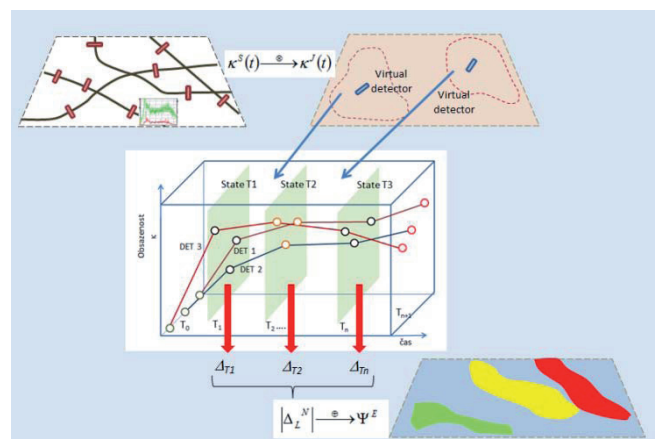 κ^S(t) —⊗→ κ^J(t)
Virtual
detector
Virtual
detector
State T1
State T2
State T3
Obsazenost
κ
DET 3
DET 1
DET 2
T₀
T₁
T₂....
Tₙ
Tₙ₊₁
čas
Δ_T1
Δ_T2
Δ_Tn
|Δ_L^N| —⊕→ Ψ^E